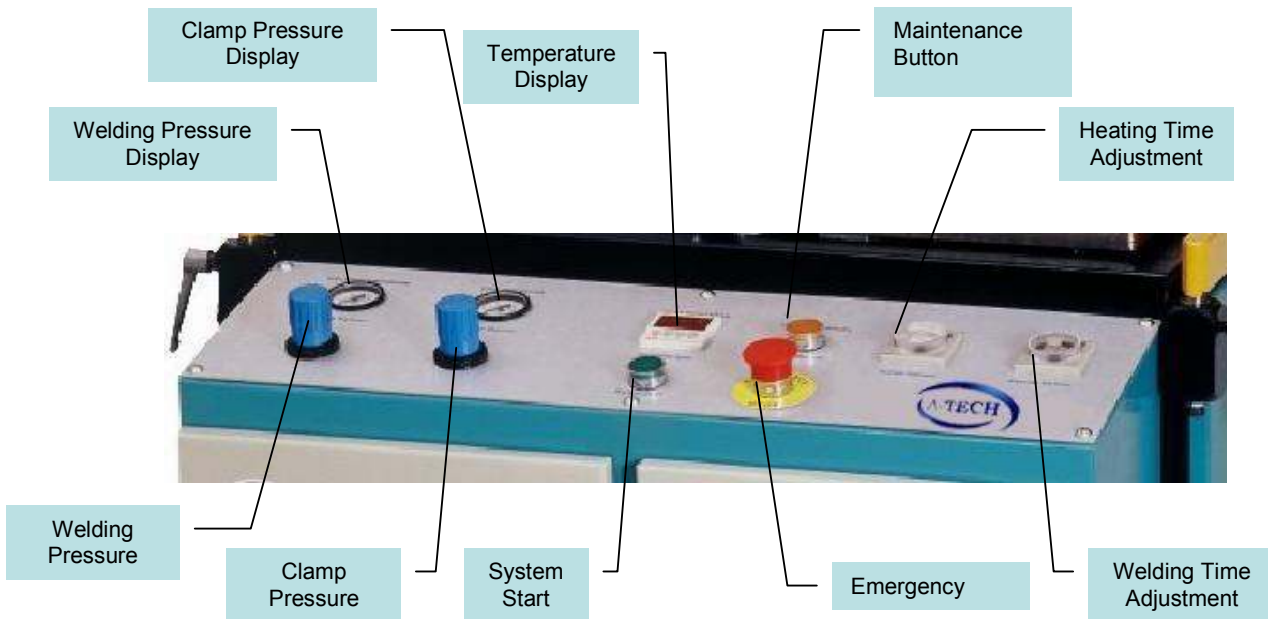 Clamp Pressure
Display
Temperature
Display
Maintenance
Button
Welding Pressure
Display
Heating Time
Adjustment
A-TECH
Welding
Pressure
Clamp
Pressure
System
Start
Emergency
Welding Time
Adjustment